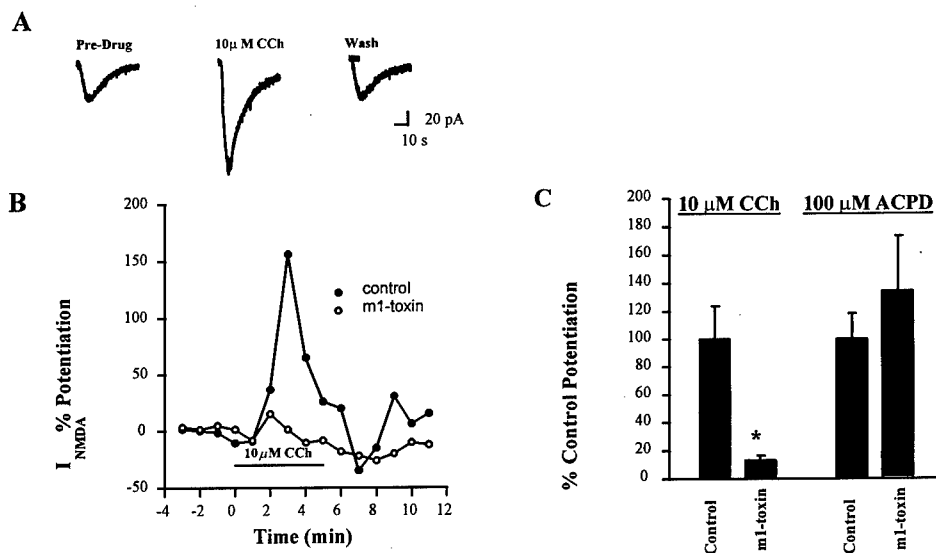 A
Pre-Drug
10μ M CCh
Wash
20 pA
10 s
B
I NMDA % Potentiation
200
150
100
50
0
-50
control
m1-toxin
10 μM CCh
-4 -2 0 2 4 6 8 10 12
Time (min)
C
% Control Potentiation
200
180
160
140
120
100
80
60
40
20
0
10 μM CCh
100 μM ACPD
*
Control
m1-toxin
Control
m1-toxin